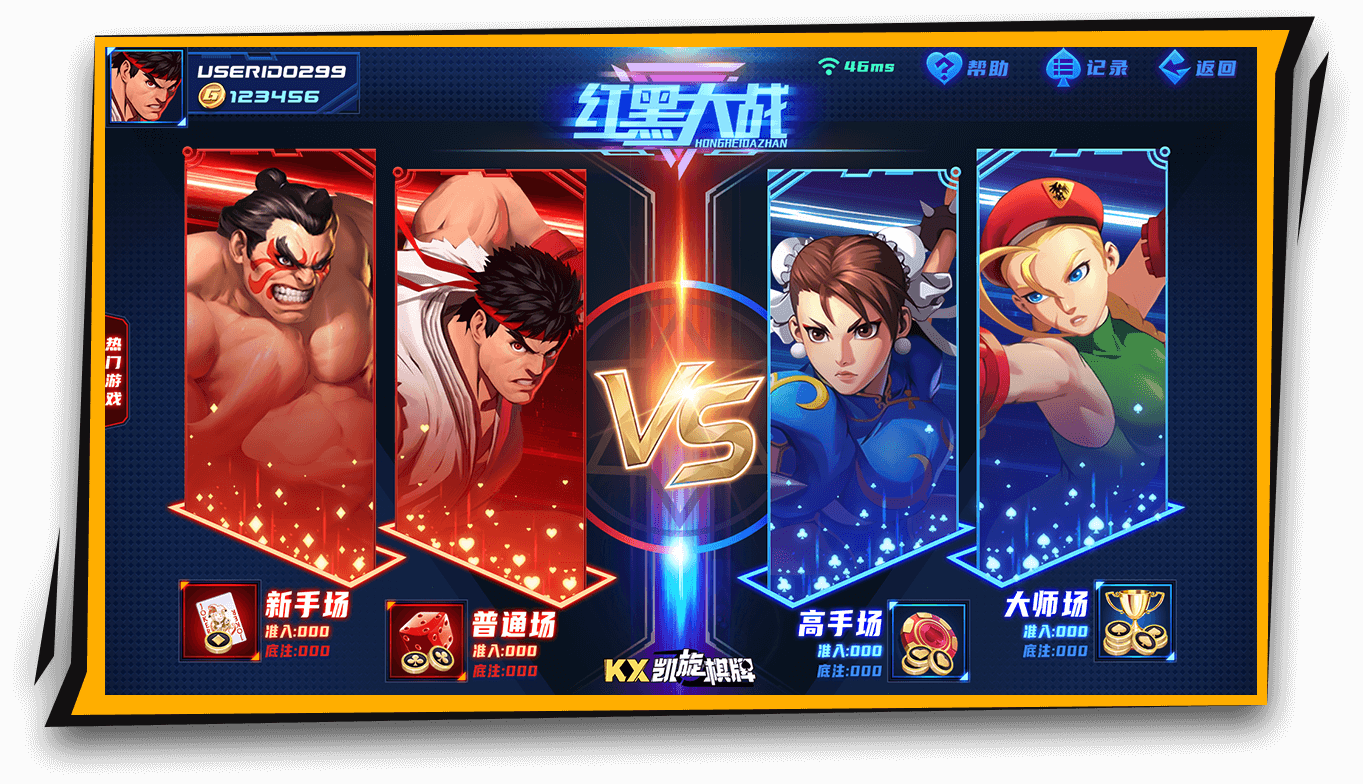 USERID0299
123456
46ms
帮助
记录
返回
红黑大战
HONGHEIDAZHAN
热门游戏
VS
新手场
准入:000
底注:000
普通场
准入:000
底注:000
高手场
准入:000
底注:000
大师场
准入:000
底注:000
KX凯旋棋牌